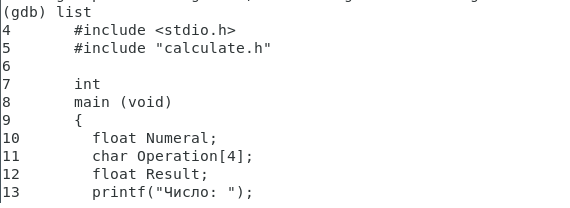 (gdb) list
4       #include <stdio.h>
5       #include "calculate.h"
6
7       int
8       main (void)
9       {
10        float Numeral;
11        char Operation[4];
12        float Result;
13        printf("Число: ");